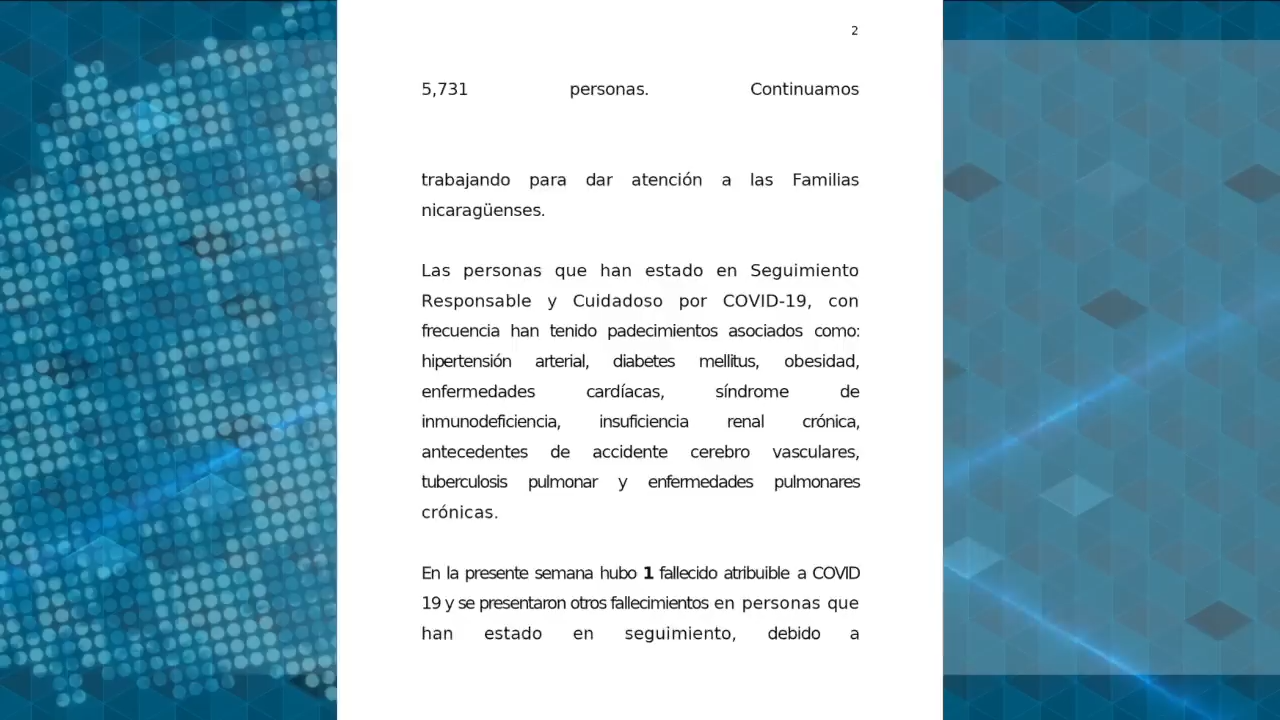 2
5,731 personas. Continuamos
trabajando para dar atención a las Familias
nicaragüenses.
Las personas que han estado en Seguimiento
Responsable y Cuidadoso por COVID-19, con
frecuencia han tenido padecimientos asociados como:
hipertensión arterial, diabetes mellitus, obesidad,
enfermedades cardíacas, síndrome de
inmunodeficiencia, insuficiencia renal crónica,
antecedentes de accidente cerebro vasculares,
tuberculosis pulmonar y enfermedades pulmonares
crónicas.
En la presente semana hubo 1 fallecido atribuible a COVID
19 y se presentaron otros fallecimientos en personas que
han estado en seguimiento, debido a